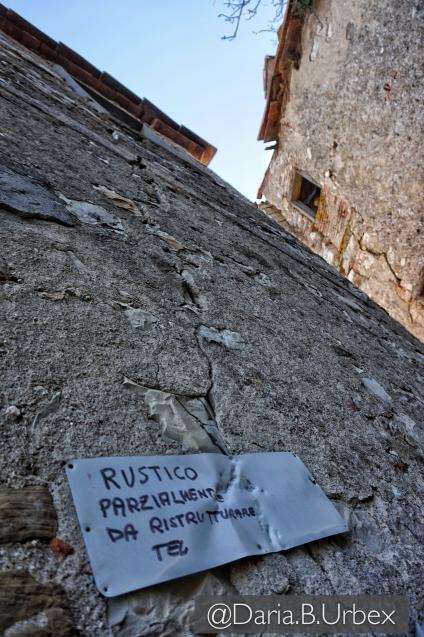 RUSTICO
PARZIALMENTE
DA RISTRUTTURARE
TEL
@Daria.B.Urbex